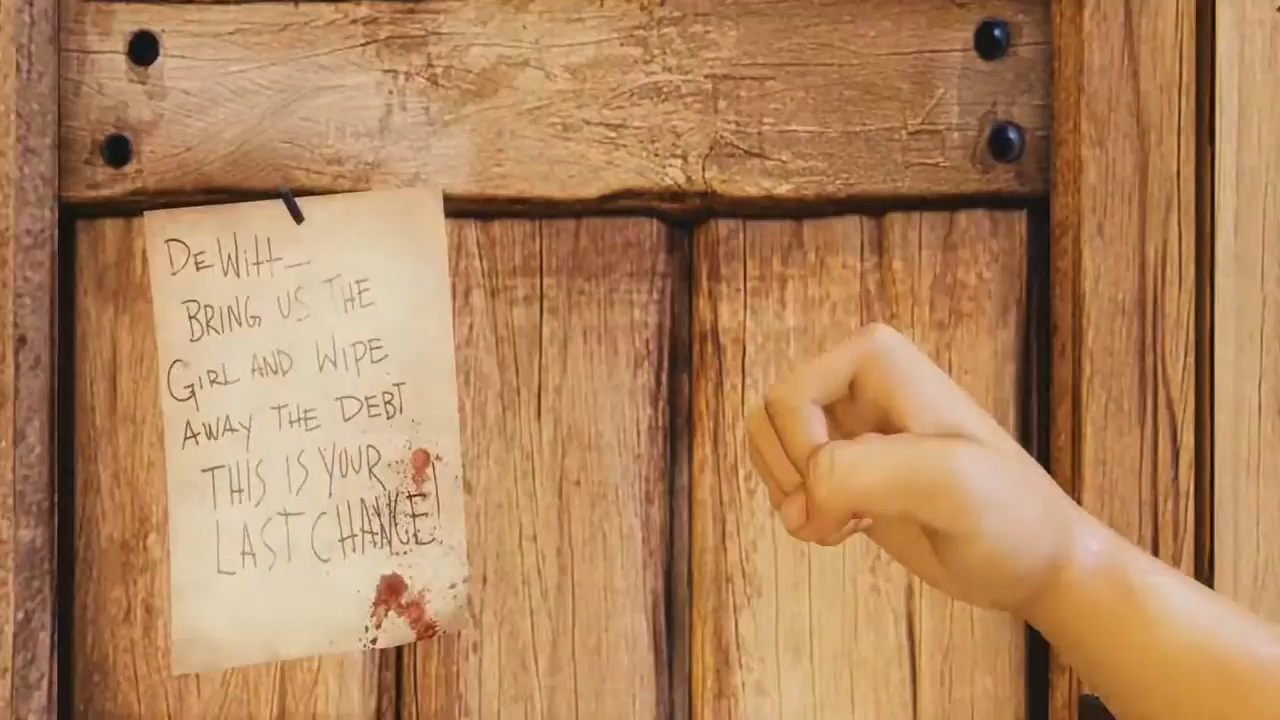 DEWitt—
BRING US THE
GIRL AND WIPE
AWAY THE DEBT
THIS IS YOUR
LAST CHANCE!